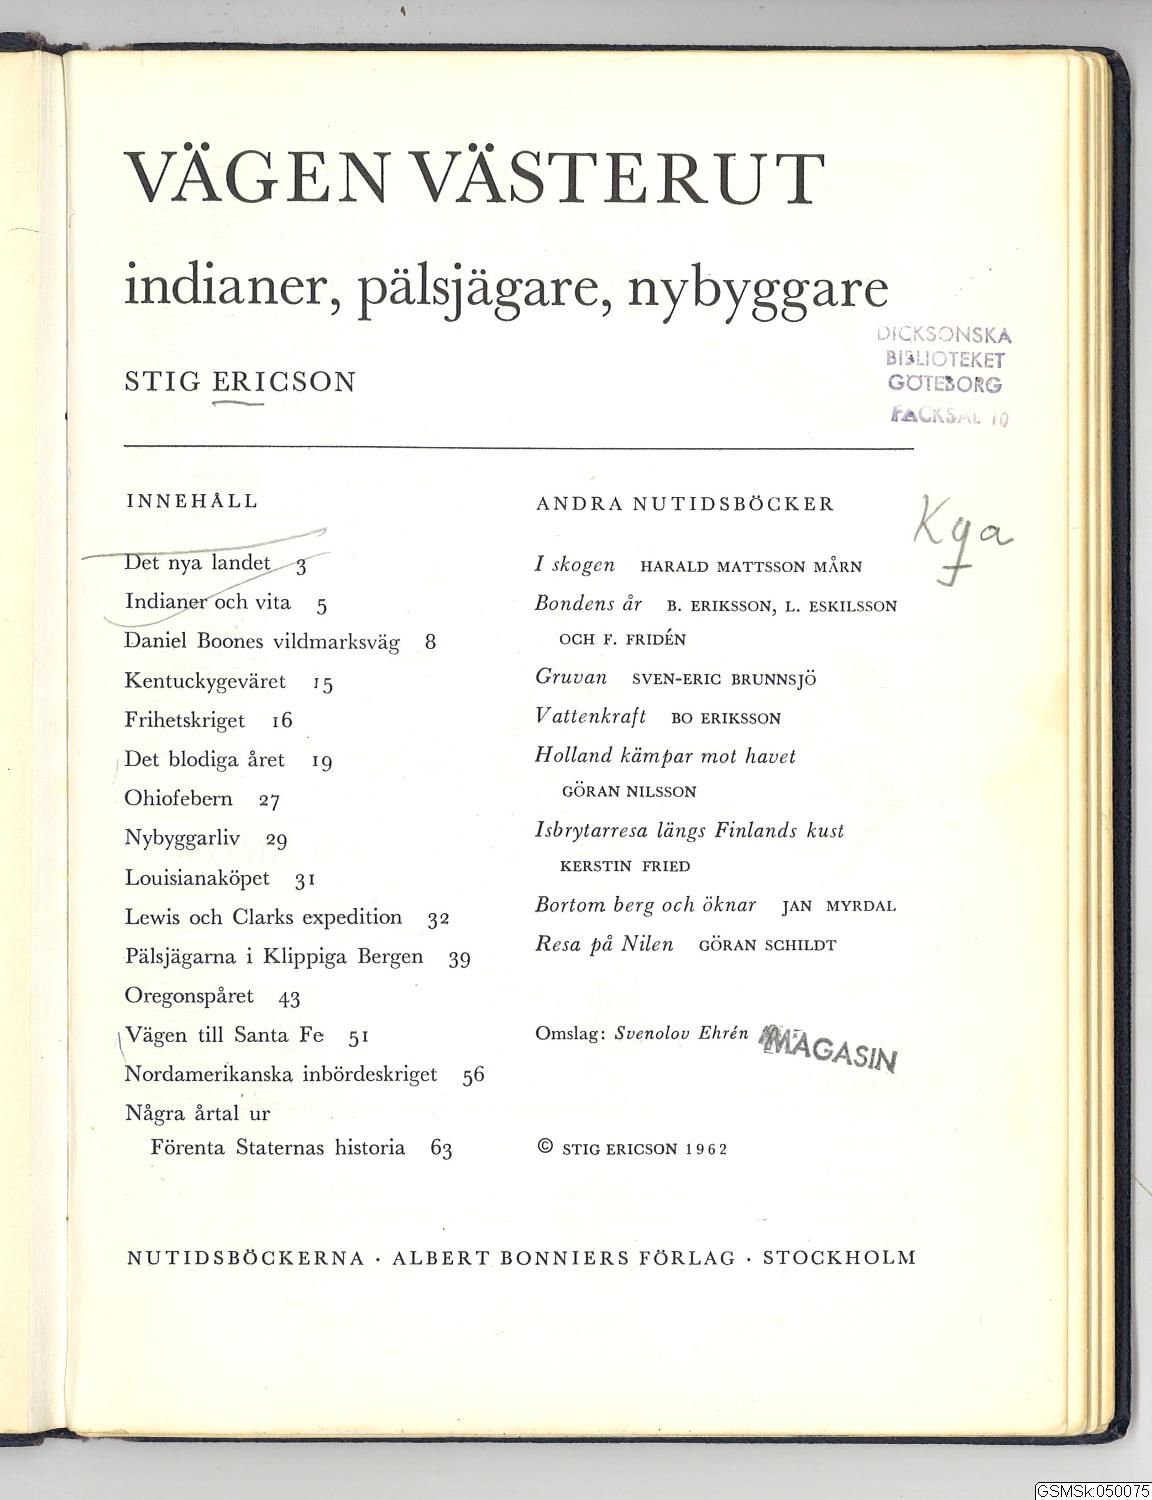 VÄGEN VÄSTERUT
indianer, pälsjägare, nybyggare
DICKSONSKA
BIBLIOTEKET
GÖTEBORG
FACKSAL 10
STIG ERICSON
INNEHÅLL
Det nya landet 3
Indianer och vita 5
Daniel Boones vildmarksväg 8
Kentuckygeväret 15
Frihetskriget 16
Det blodiga året 19
Ohiofebern 27
Nybyggarliv 29
Louisianaköpet 31
Lewis och Clarks expedition 32
Pälsjägarna i Klippiga Bergen 39
Oregonspåret 43
Vägen till Santa Fe 51
Nordamerikanska inbördeskriget 56
Några årtal ur
Förenta Staternas historia 63
ANDRA NUTIDSBÖCKER
Kga
I skogen HARALD MATTSSON MÅRN
Bondens år B. ERIKSSON, L. ESKILSSON
OCH F. FRIDÉN
Gruvan SVEN-ERIC BRUNNSJÖ
Vattenkraft BO ERIKSSON
Holland kämpar mot havet
GÖRAN NILSSON
Isbrytarresa längs Finlands kust
KERSTIN FRIED
Bortom berg och öknar JAN MYRDAL
Resa på Nilen GÖRAN SCHILDT
Omslag: Svenolov Ehrén
MAGASIN
© STIG ERICSON 1962
NUTIDSBÖCKERNA · ALBERT BONNIERS FÖRLAG · STOCKHOLM
GSMSk:050075